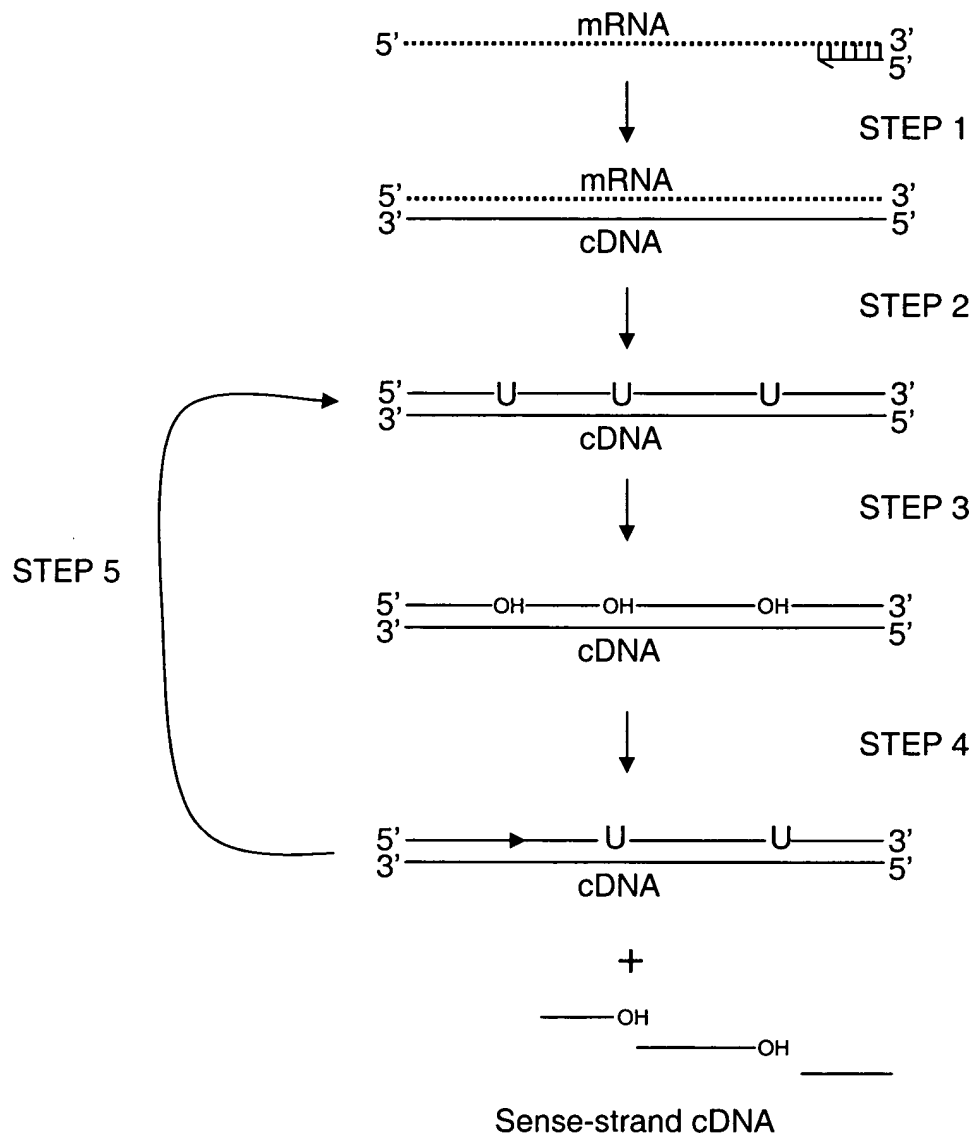 mRNA
5’ 3’
5’
STEP 1
mRNA
5’ 3’
3’ 5’
cDNA
STEP 2
5’ U U U 3’
3’ 5’
cDNA
STEP 3
STEP 5
5’ OH OH OH 3’
3’ 5’
cDNA
STEP 4
5’ U U 3’
3’ 5’
cDNA
+
OH
OH
Sense-strand cDNA